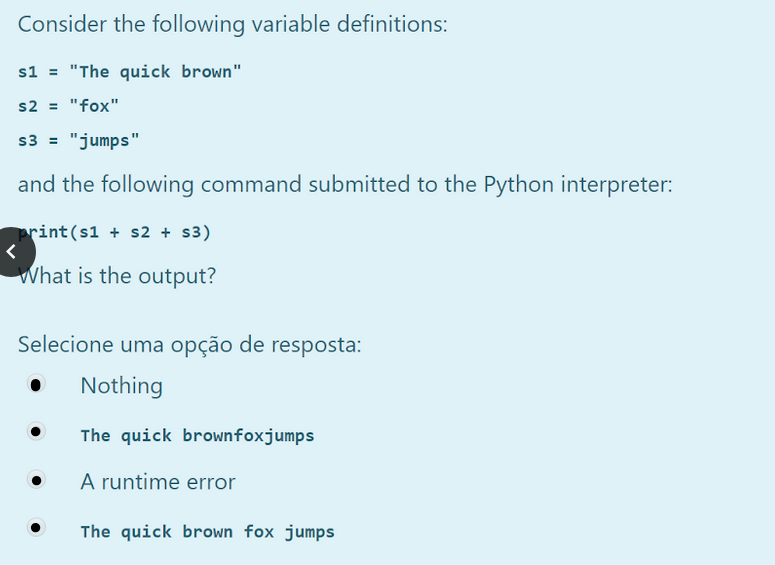 Consider the following variable definitions:
s1 = "The quick brown"
s2 = "fox"
s3 = "jumps"
and the following command submitted to the Python interpreter:
print(s1 + s2 + s3)
What is the output?
Selecione uma opção de resposta:
Nothing
The quick brownfoxjumps
A runtime error
The quick brown fox jumps